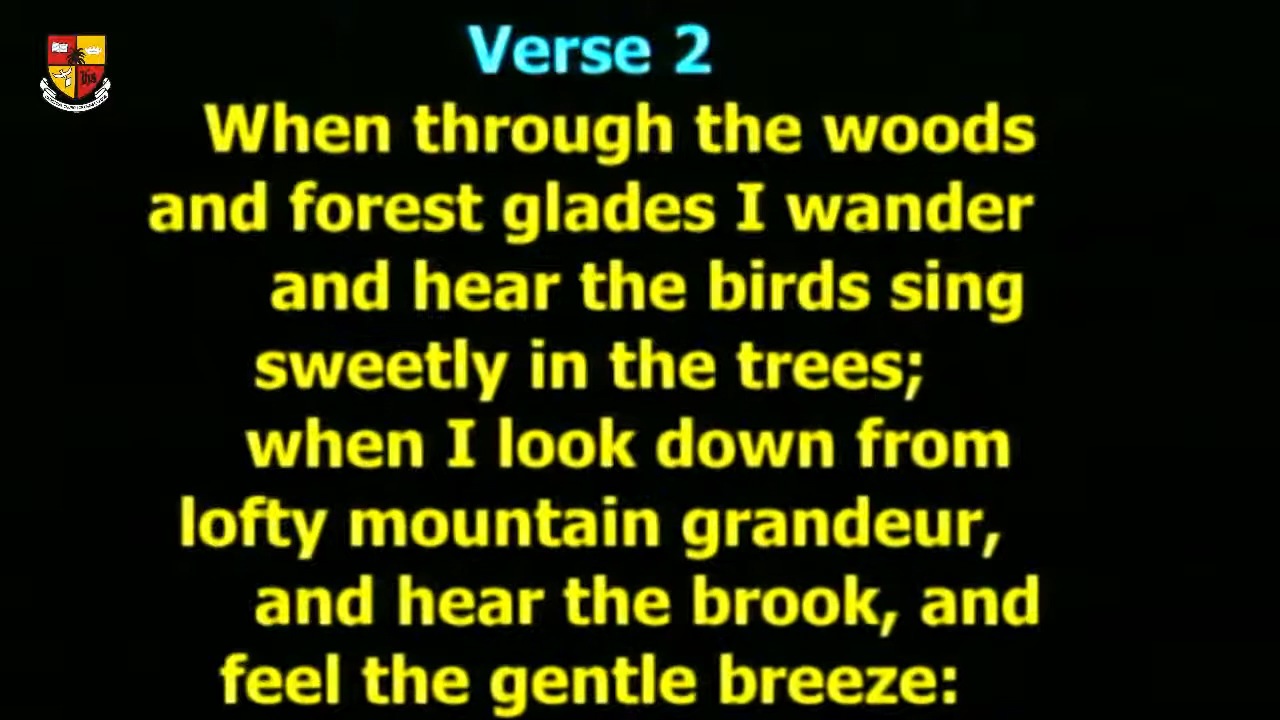 Verse 2
When through the woods
and forest glades I wander
and hear the birds sing
sweetly in the trees;
when I look down from
lofty mountain grandeur,
and hear the brook, and
feel the gentle breeze: